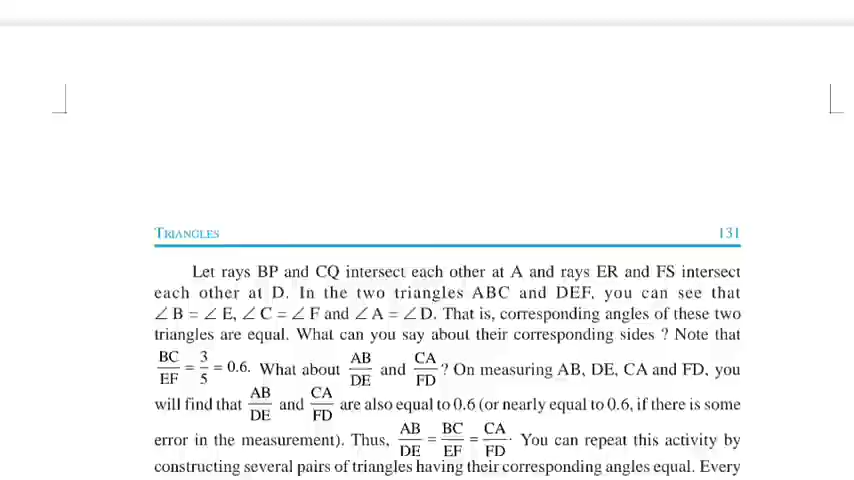 TRIANGLES 131
Let rays BP and CQ intersect each other at A and rays ER and FS intersect
each other at D. In the two triangles ABC and DEF, you can see that
∠ B = ∠ E, ∠ C = ∠ F and ∠ A = ∠ D. That is, corresponding angles of these two
triangles are equal. What can you say about their corresponding sides ? Note that
BC/EF = 3/5 = 0.6. What about AB/DE and CA/FD ? On measuring AB, DE, CA and FD, you
will find that AB/DE and CA/FD are also equal to 0.6 (or nearly equal to 0.6, if there is some
error in the measurement). Thus, AB/DE = BC/EF = CA/FD. You can repeat this activity by
constructing several pairs of triangles having their corresponding angles equal. Every